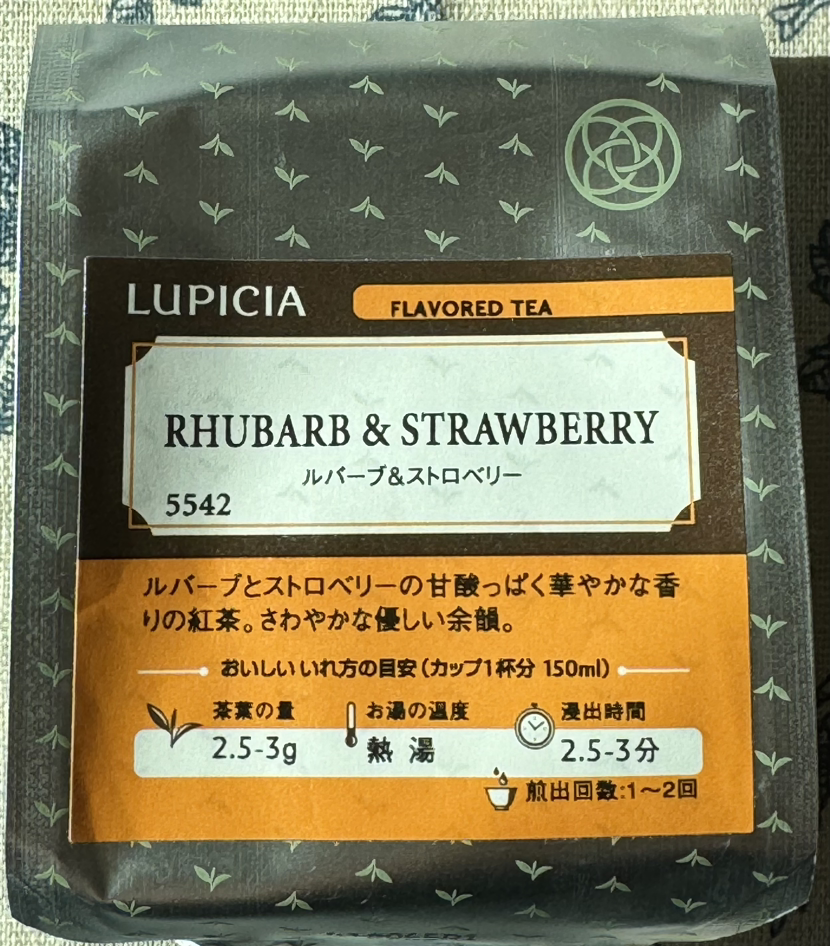 LUPICIA
FLAVORED TEA
RHUBARB & STRAWBERRY
ルバーブ&ストロベリー
5542
ルバーブとストロベリーの甘酸っぱく華やかな香
りの紅茶。さわやかな優しい余韻。
おいしいいれ方の目安(カップ1杯分 150ml)
茶葉の量
2.5-3g
お湯の温度
熱 湯
浸出時間
2.5-3分
煎出回数:1〜2回